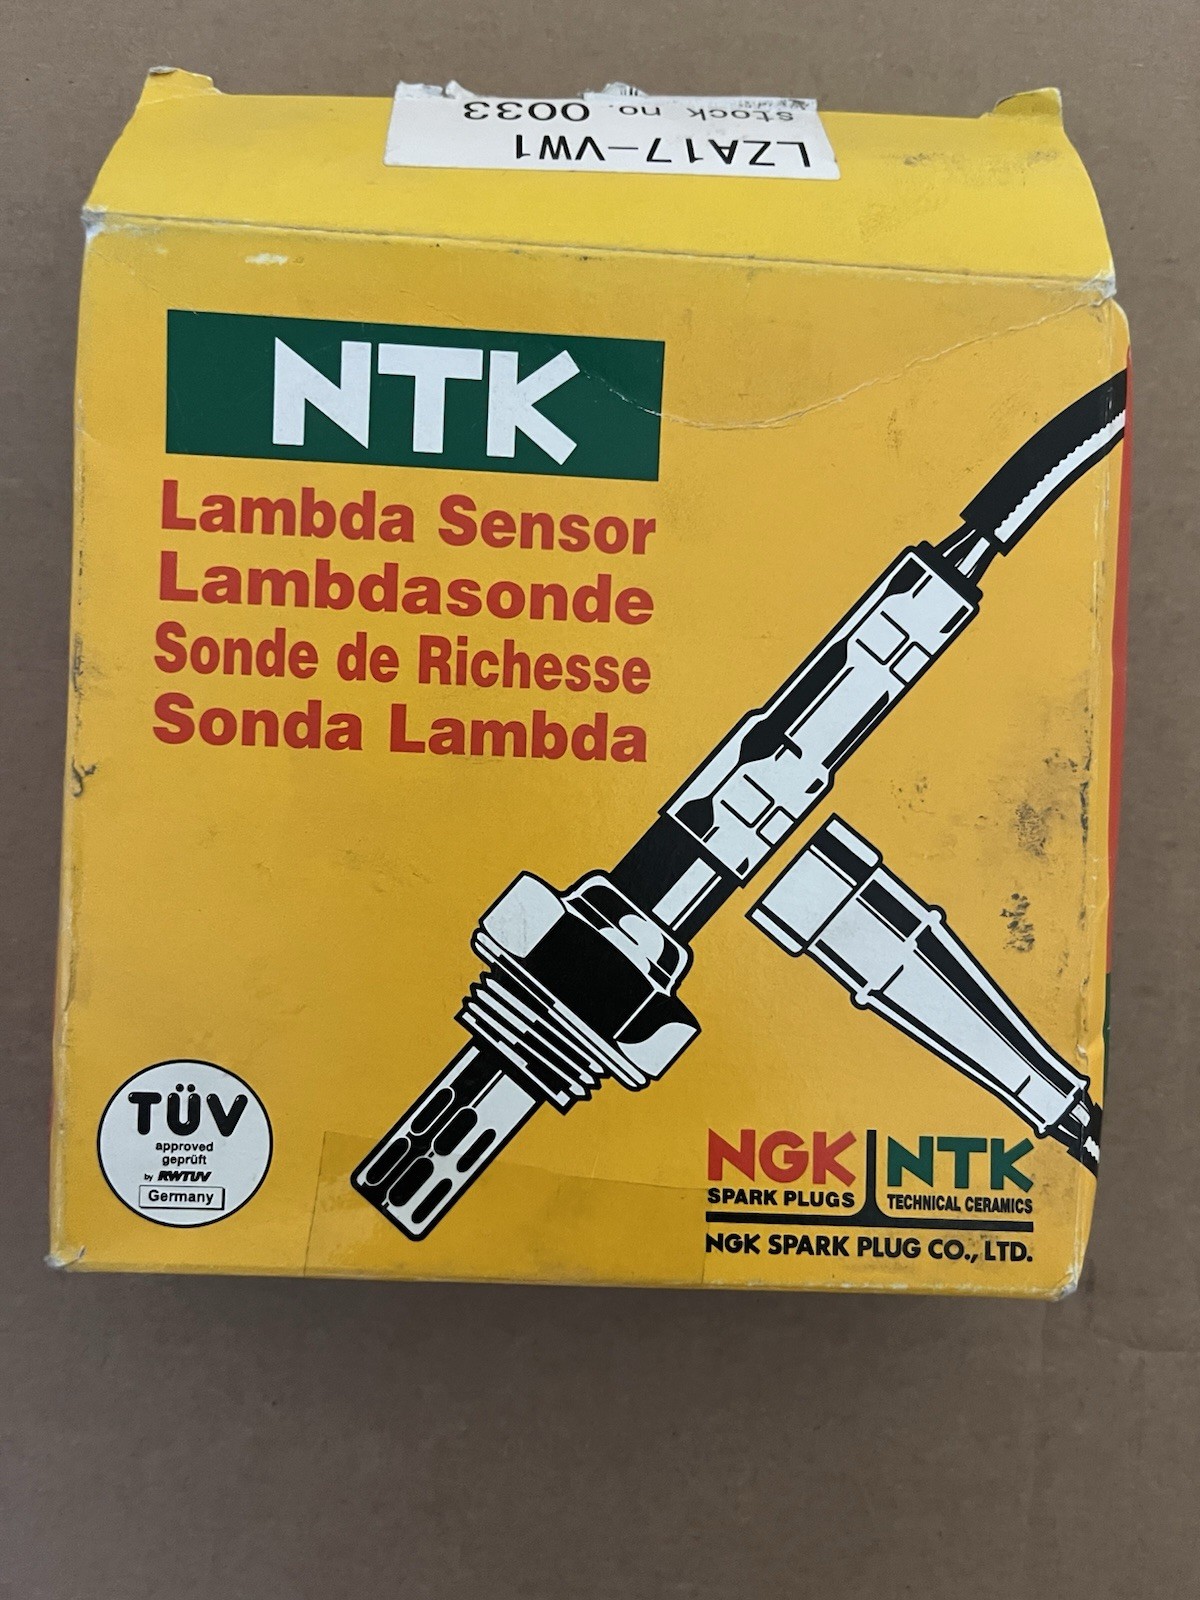 LZA17-VW1
stock no. 0033
NTK
Lambda Sensor
Lambdasonde
Sonde de Richesse
Sonda Lambda
TÜV
approved
geprüft
by RWTÜV
Germany
NGK NTK
SPARK PLUGS TECHNICAL CERAMICS
NGK SPARK PLUG CO., LTD.